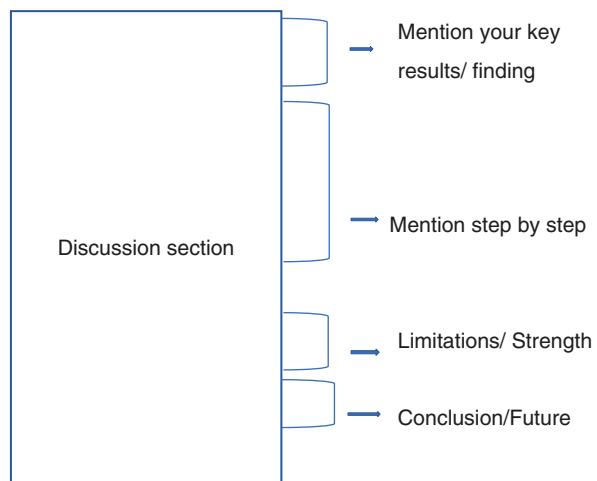 Mention your key
results/ finding
Mention step by step
Discussion section
Limitations/ Strength
Conclusion/Future